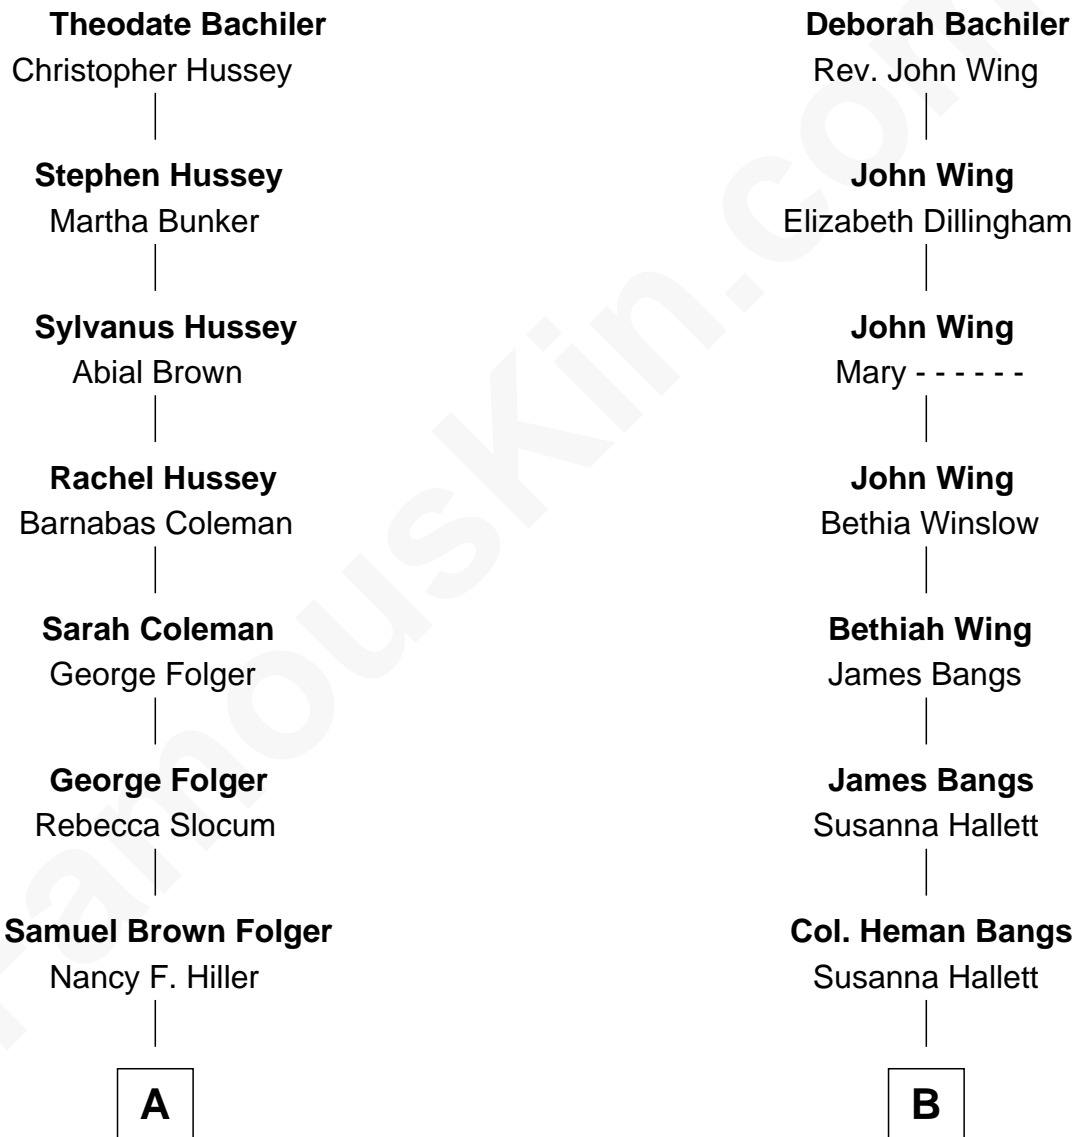 Theodate Bachiler
Christopher Hussey
Stephen Hussey
Martha Bunker
Sylvanus Hussey
Abial Brown
Rachel Hussey
Barnabas Coleman
Sarah Coleman
George Folger
George Folger
Rebecca Slocum
Samuel Brown Folger
Nancy F. Hiller
A
Deborah Bachiler
Rev. John Wing
John Wing
Elizabeth Dillingham
John Wing
Mary - - - - - -
John Wing
Bethia Winslow
Bethiah Wing
James Bangs
James Bangs
Susanna Hallett
Col. Heman Bangs
Susanna Hallett
B
FamousKin.com